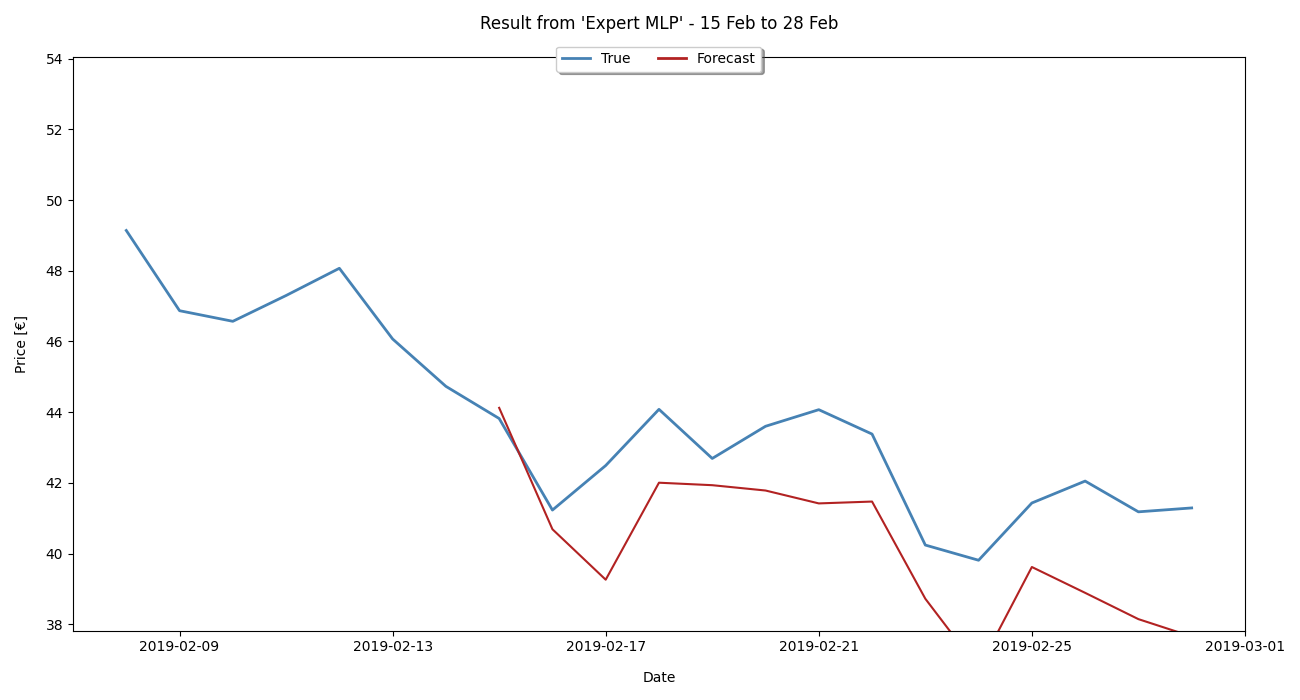 Result from 'Expert MLP' - 15 Feb to 28 Feb
True Forecast
54
52
50
48
46
44
42
40
38
Price [€]
2019-02-09 2019-02-13 2019-02-17 2019-02-21 2019-02-25 2019-03-01
Date